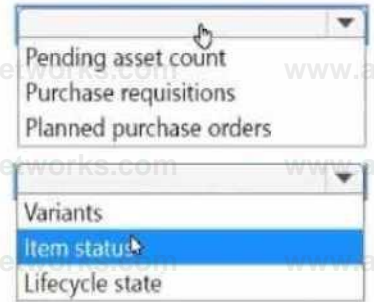 Pending asset count
Purchase requisitions
Planned purchase orders
Variants
Item status
Lifecycle state